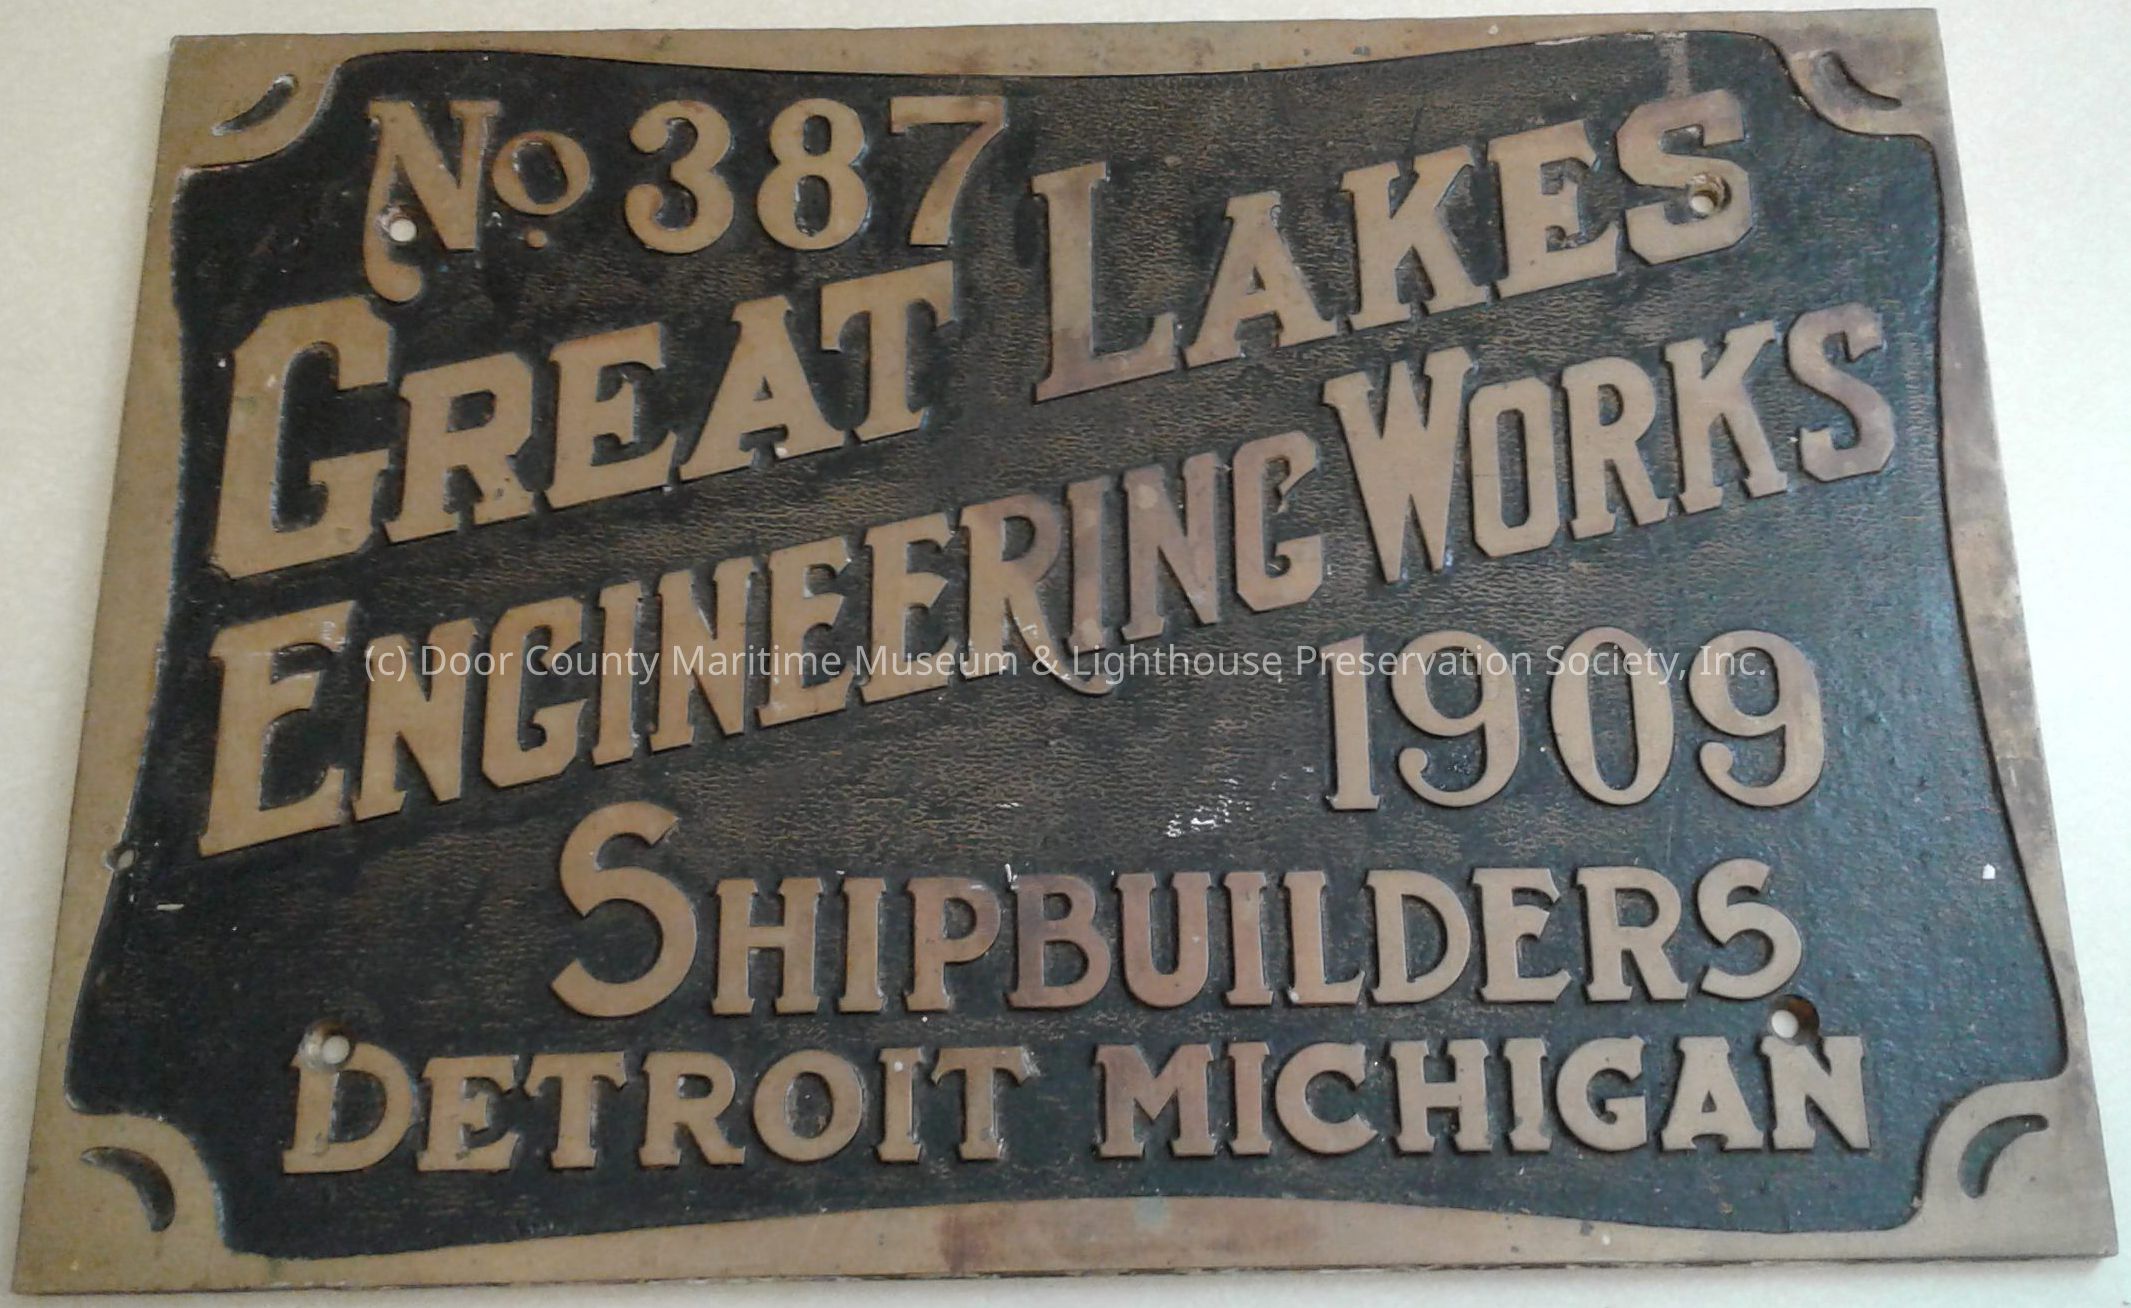 No. 387
GREAT LAKES
ENGINEERING WORKS
(c) Door County Maritime Museum & Lighthouse Preservation Society, Inc.
1909
SHIPBUILDERS
DETROIT MICHIGAN